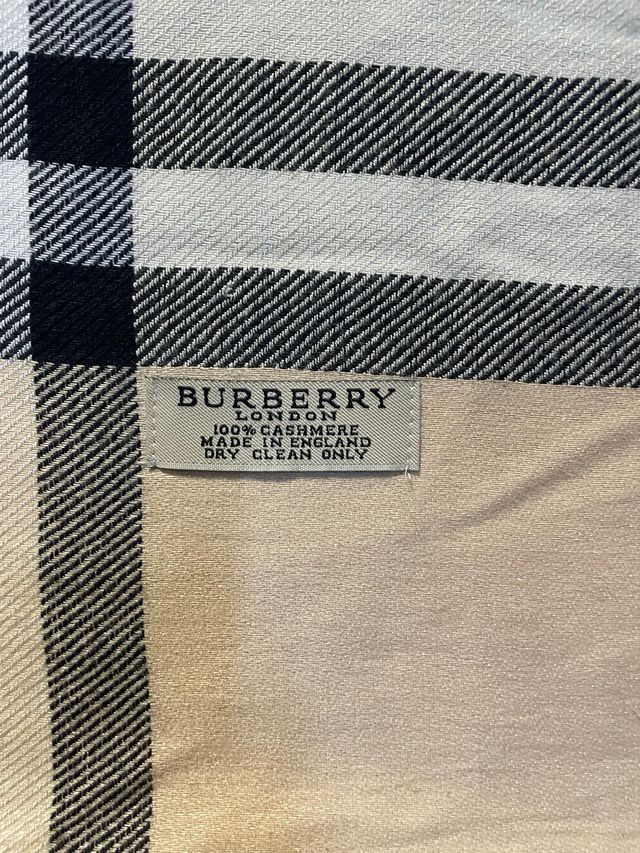 BURBERRY
LONDON
100% CASHMERE
MADE IN ENGLAND
DRY CLEAN ONLY